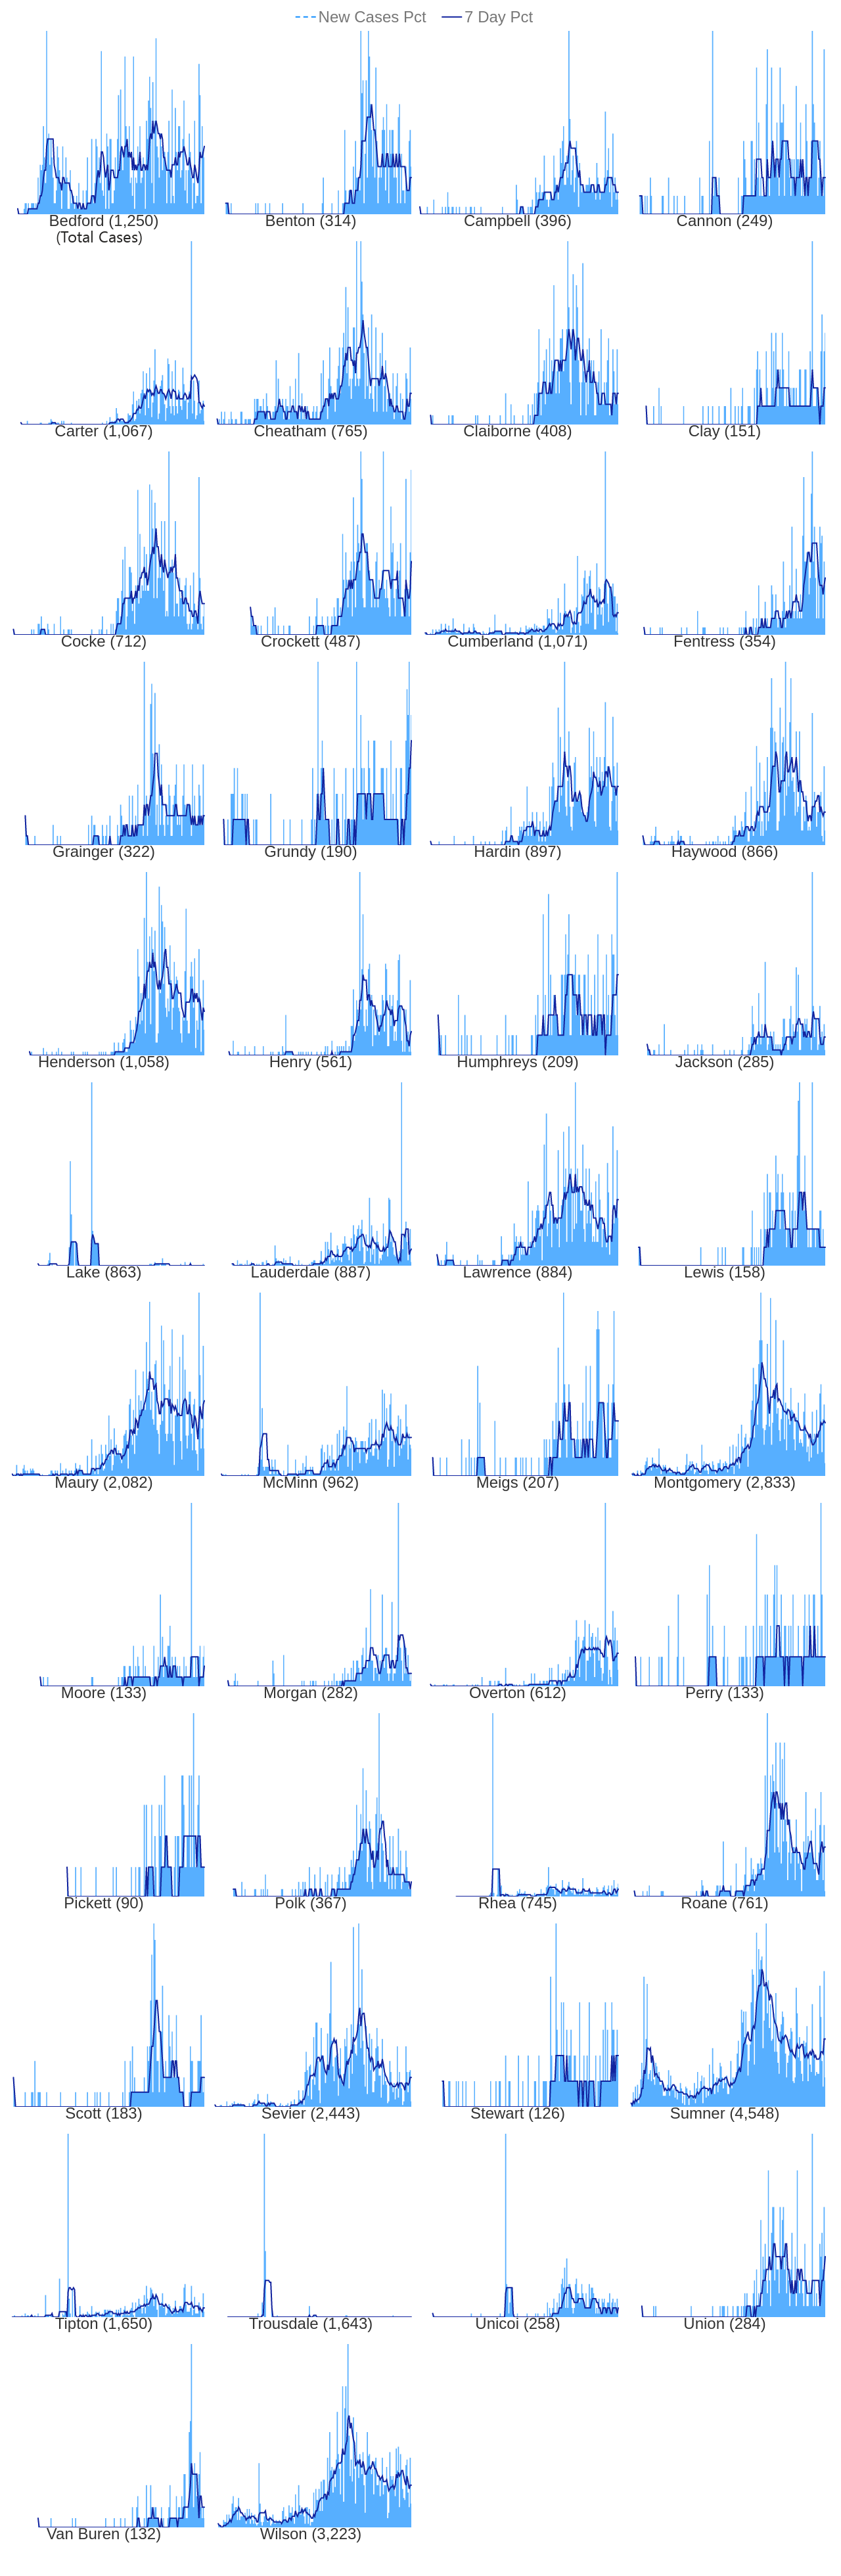 New Cases Pct 7 Day Pct
Bedford (1,250) Benton (314) Campbell (396) Cannon (249)
(Total Cases)
Carter (1,067) Cheatham (765) Claiborne (408) Clay (151)
Cocke (712) Crockett (487) Cumberland (1,071) Fentress (354)
Grainger (322) Grundy (190) Hardin (897) Haywood (866)
Henderson (1,058) Henry (561) Humphreys (209) Jackson (285)
Lake (863) Lauderdale (887) Lawrence (884) Lewis (158)
Maury (2,082) McMinn (962) Meigs (207) Montgomery (2,833)
Moore (133) Morgan (282) Overton (612) Perry (133)
Pickett (90) Polk (367) Rhea (745) Roane (761)
Scott (183) Sevier (2,443) Stewart (126) Sumner (4,548)
Tipton (1,650) Trousdale (1,643) Unicoi (258) Union (284)
Van Buren (132) Wilson (3,223)